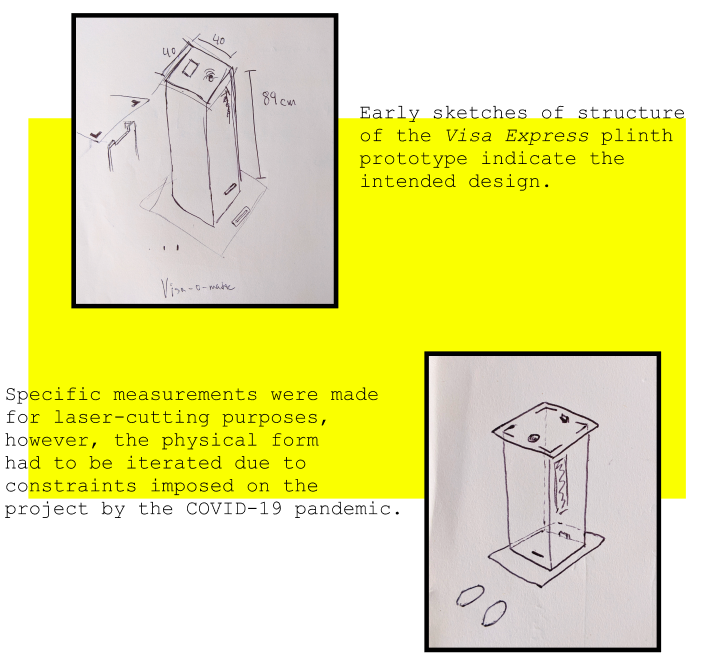 40
40
89 cm
Visa-o-matic
Early sketches of structure
of the Visa Express plinth
prototype indicate the
intended design.
Specific measurements were made
for laser-cutting purposes,
however, the physical form
had to be iterated due to
constraints imposed on the
project by the COVID-19 pandemic.